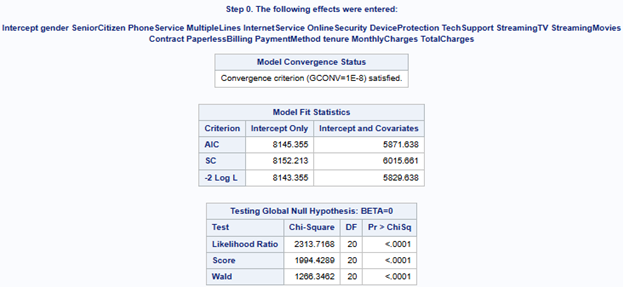 Step 0. The following effects were entered:
Intercept gender SeniorCitizen PhoneService MultipleLines InternetService OnlineSecurity DeviceProtection TechSupport StreamingTV StreamingMovies
Contract PaperlessBilling PaymentMethod tenure MonthlyCharges TotalCharges
Model Convergence Status
Convergence criterion (GCONV=1E-8) satisfied.
Model Fit Statistics
Criterion Intercept Only Intercept and Covariates
AIC 8145.355 5871.638
SC 8152.213 6015.661
-2 Log L 8143.355 5829.638
Testing Global Null Hypothesis: BETA=0
Test Chi-Square DF Pr > ChiSq
Likelihood Ratio 2313.7168 20 <.0001
Score 1994.4289 20 <.0001
Wald 1266.3462 20 <.0001